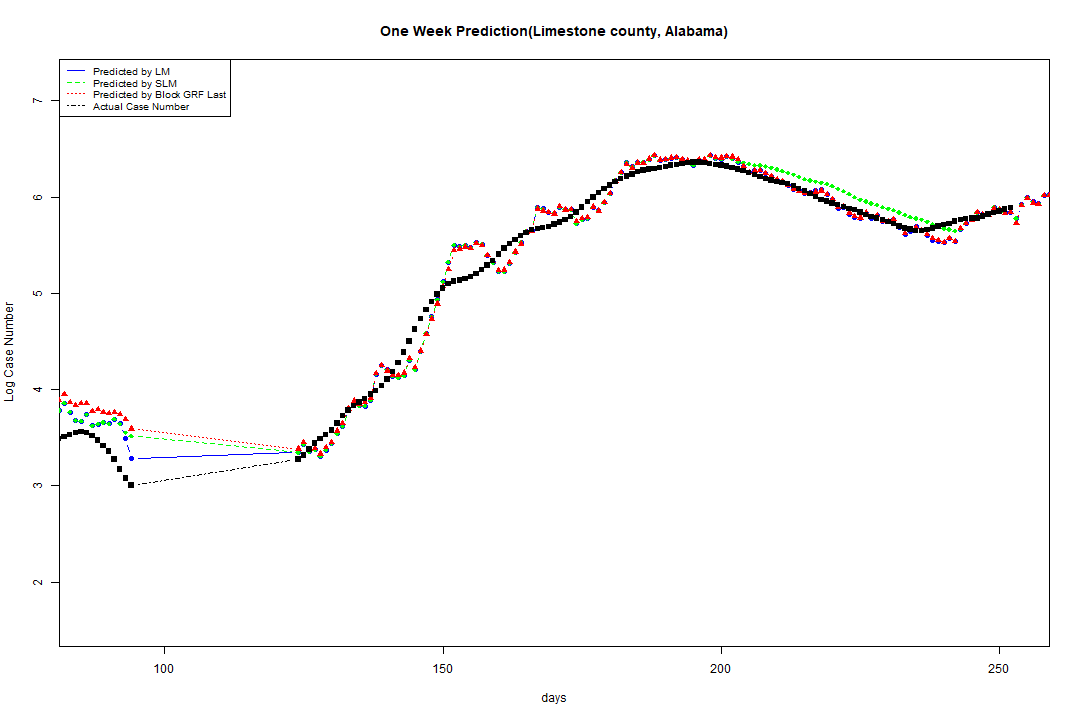 One Week Prediction(Limestone county, Alabama)
Predicted by LM
Predicted by SLM
Predicted by Block GRF Last
Actual Case Number
7
6
5
4
3
2
Log Case Number
100 150 200 250
days